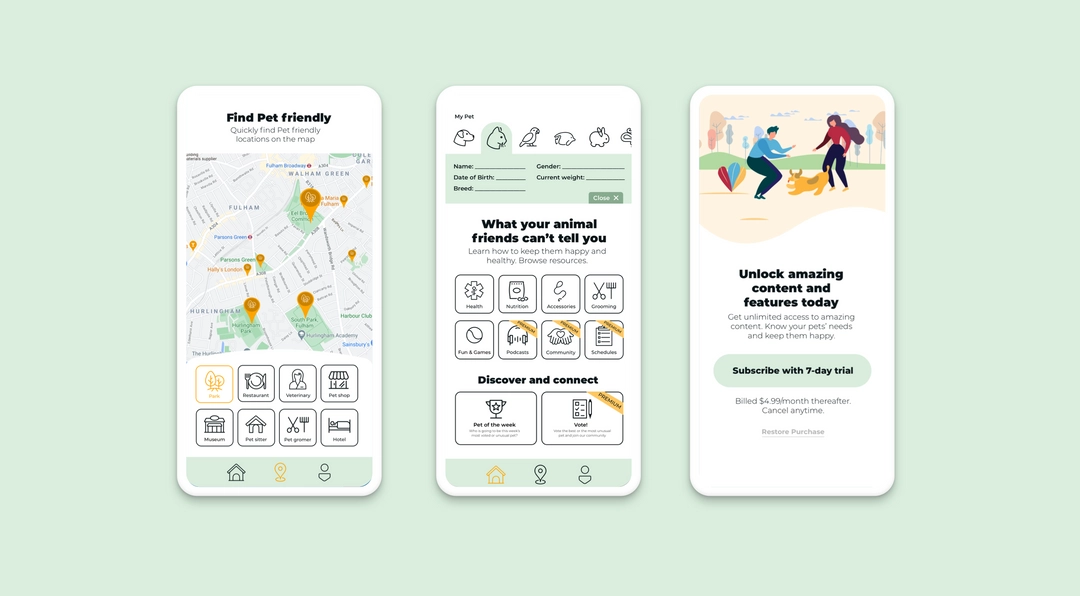 Find Pet friendly
Quickly find Pet friendly
locations on the map
Fulham Broadway
A304
WALHAM GREEN
FULHAM
Parsons Green
Parsons Green
Hally's London
A308
HURLINGHAM
Hurlingham
Park
South Park
Fulham
Harbour Club
Hurlingham Academy
Sainsbury's
Park
Restaurant
Veterinary
Pet shop
Museum
Pet sitter
Pet gromer
Hotel
My Pet
Name:
Gender:
Date of Birth:
Current weight:
Breed:
Close X
What your animal
friends can't tell you
Learn how to keep them happy and
healthy. Browse resources.
Health
Nutrition
Accessories
Grooming
PREMIUM
PREMIUM
PREMIUM
Fun & Games
Podcasts
Community
Schedules
Discover and connect
PREMIUM
Pet of the week
Who is going to be this weeks
most voted or unusual pet?
Vote!
Vote the best or the most unusual
pet and join our community.
Unlock amazing
content and
features today
Get unlimited access to amazing
content. Know your pets' needs
and keep them happy.
Subscribe with 7-day trial
Billed $4.99/month thereafter.
Cancel anytime.
Restore Purchase